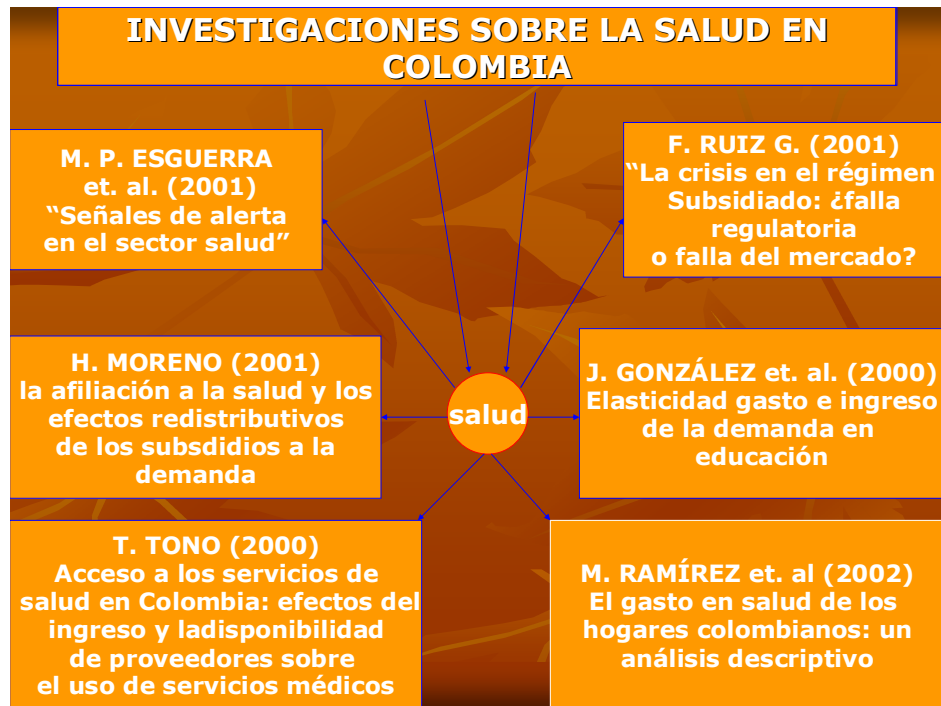 INVESTIGACIONES SOBRE LA SALUD EN
COLOMBIA
M. P. ESGUERRA
et. al. (2001)
“Señales de alerta
en el sector salud”
F. RUIZ G. (2001)
“La crisis en el régimen
Subsidiado: ¿falla
regulatoria
o falla del mercado?
H. MORENO (2001)
la afiliación a la salud y los
efectos redistributivos
de los subsdidios a la
demanda
salud
J. GONZÁLEZ et. al. (2000)
Elasticidad gasto e ingreso
de la demanda en
educación
T. TONO (2000)
Acceso a los servicios de
salud en Colombia: efectos del
ingreso y ladisponibilidad
de proveedores sobre
el uso de servicios médicos
M. RAMÍREZ et. al (2002)
El gasto en salud de los
hogares colombianos: un
análisis descriptivo